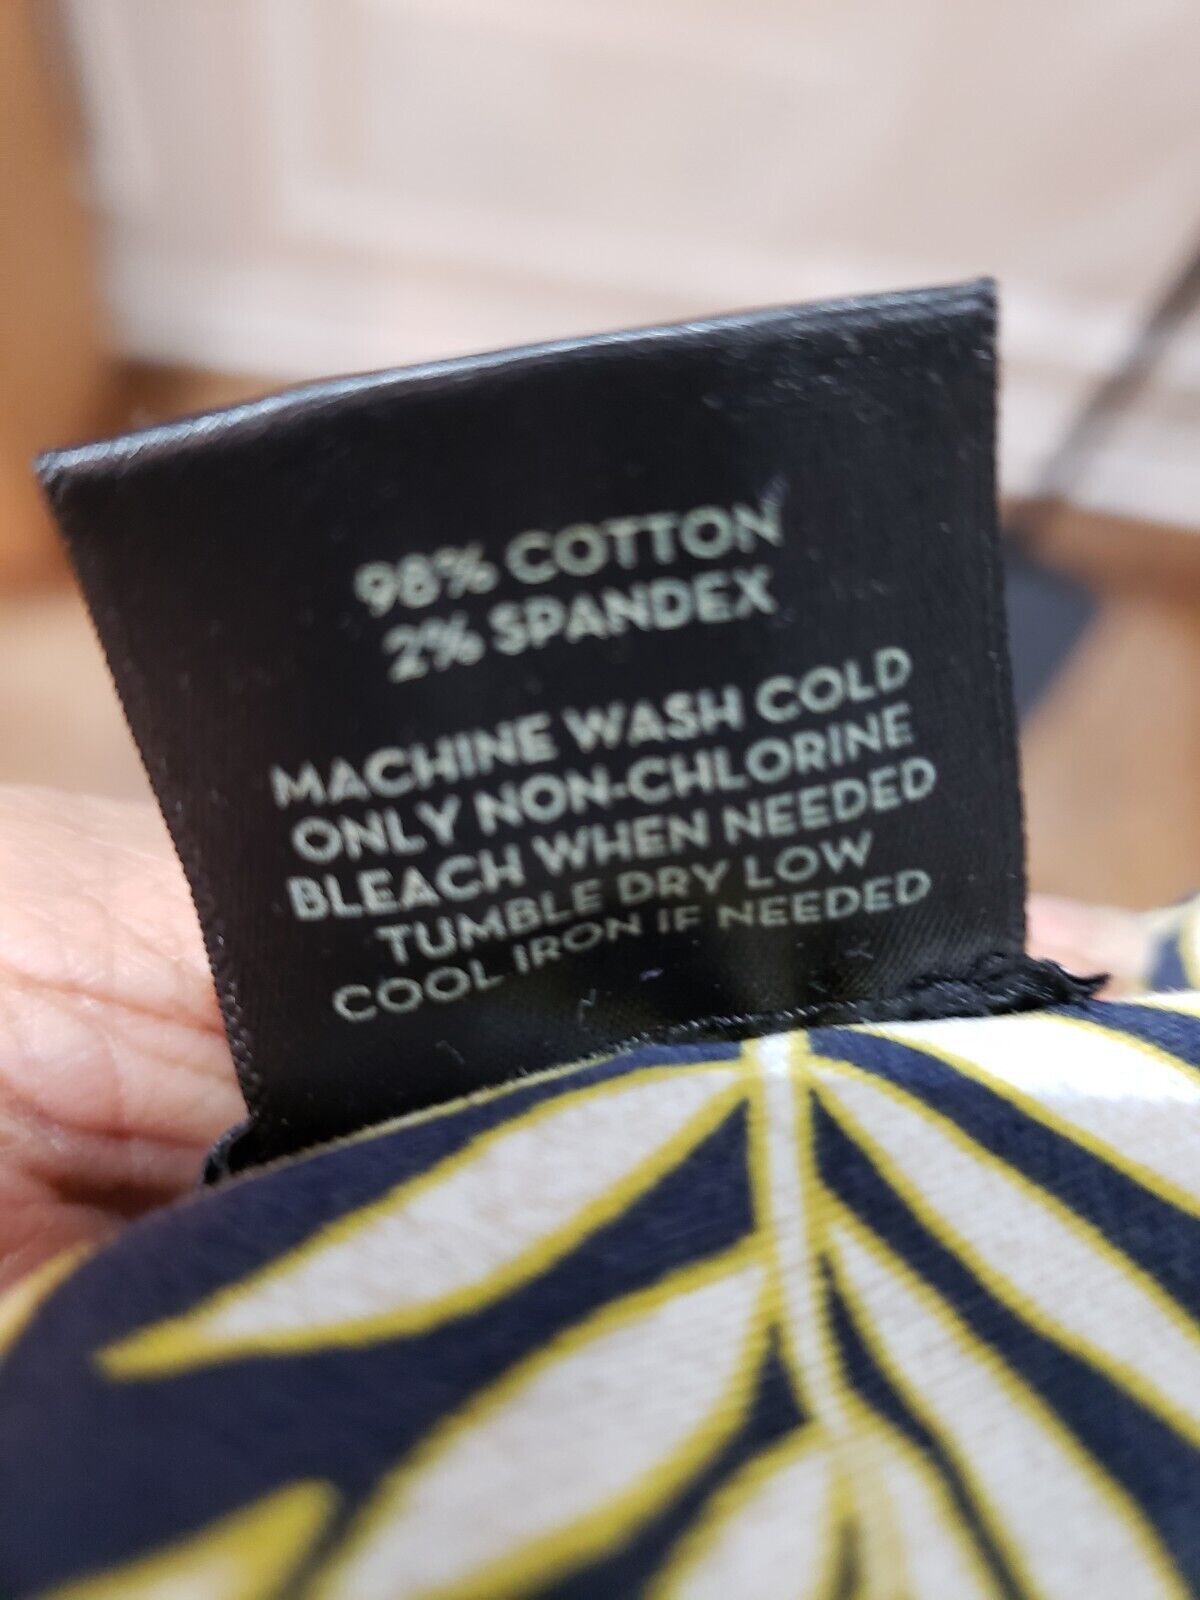 98% COTTON
2% SPANDEX
MACHINE WASH COLD
ONLY NON-CHLORINE
BLEACH WHEN NEEDED
TUMBLE DRY LOW
COOL IRON IF NEEDED